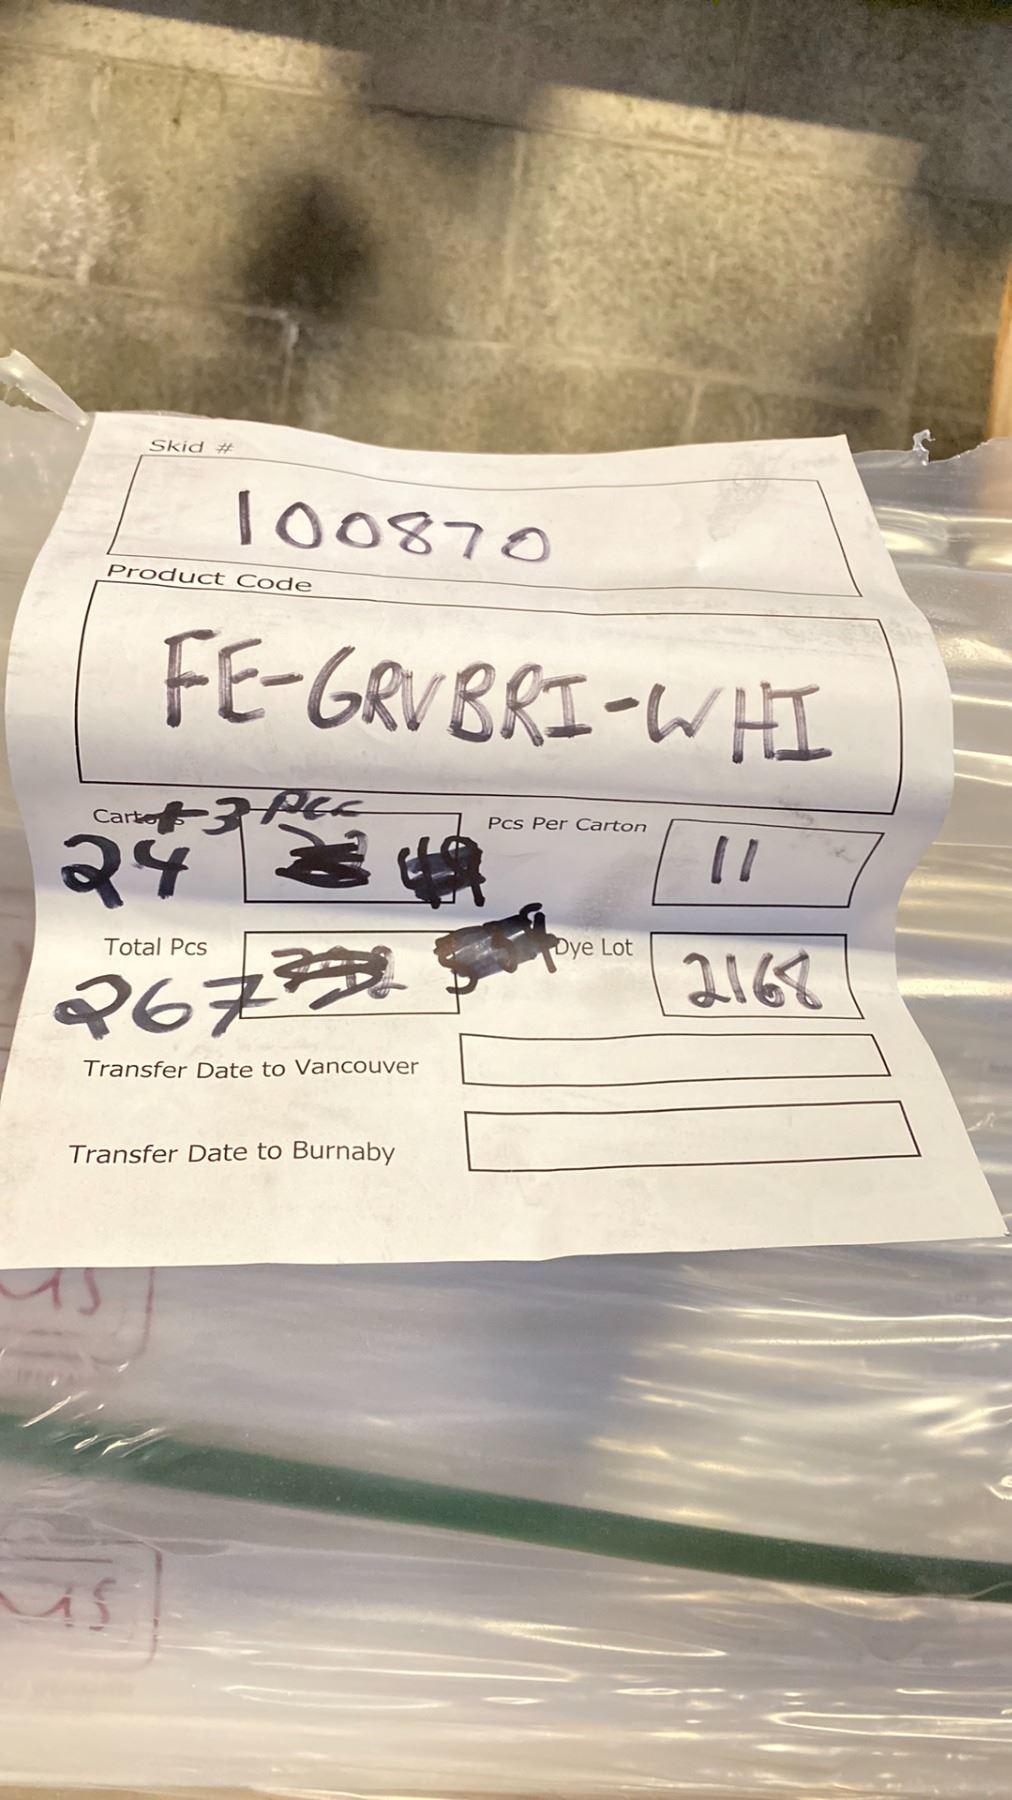 Skid #
100870
Product Code
FE-GRVBRI-WHI
Cartons + 3 pcc
24
Pcs Per Carton
11
Total Pcs
267
Dye Lot
2168
Transfer Date to Vancouver
Transfer Date to Burnaby